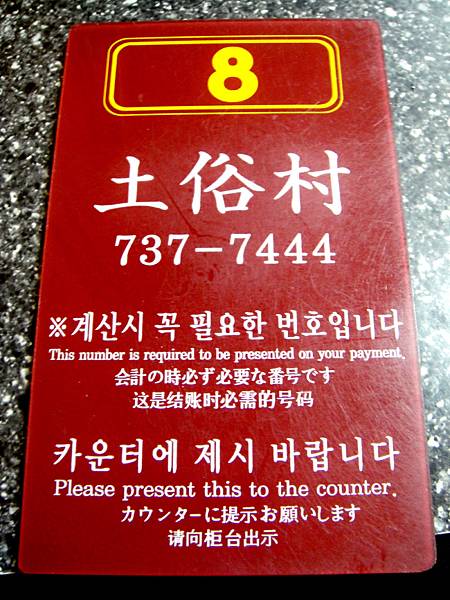 8
土俗村
737-7444
※계산시 꼭 필요한 번호입니다
This number is required to be presented on your payment.
会計の時必ず必要な番号です
这是结账时必需的号码
카운터에 제시 바랍니다
Please present this to the counter.
カウンターに提示お願いします
请向柜台出示